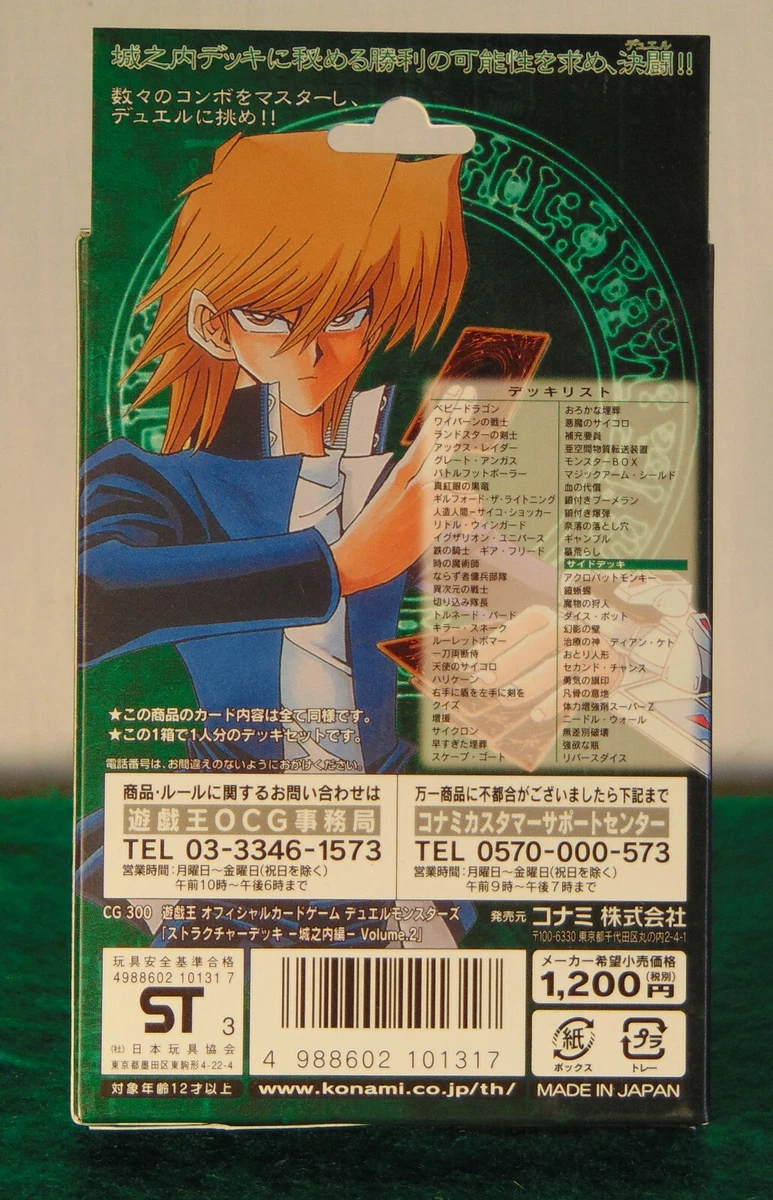 城之内デッキに秘める勝利の可能性を求め、決闘!!
デュエル
数々のコンボをマスターし、
デュエルに挑め!!
デッキリスト
ベビードラゴン
ワイバーンの戦士
ランドスターの剣士
アックス・レイダー
グレート・アンガス
バトルフットボーラー
真紅眼の黒竜
ギルフォード・ザ・ライトニング
人造人間-サイコ・ショッカー
リトル・ウィンガード
イグザリオン・ユニバース
鉄の騎士 ギア・フリード
時の魔術師
ならず者傭兵部隊
異次元の戦士
切り込み隊長
トルネード・バード
キラー・スネーク
ルーレットボマー
一刀両断侍
天使のサイコロ
ハリケーン
右手に盾を左手に剣を
クイズ
増援
サイクロン
早すぎた埋葬
スケープ・ゴート
おろかな埋葬
悪魔のサイコロ
補充要員
亜空間物質転送装置
モンスターBOX
マジックアーム・シールド
血の代償
鎖付きブーメラン
鎖付き爆弾
奈落の落とし穴
ギャンブル
墓荒らし
サイドデッキ
アクロバットモンキー
鎧蜥蜴
魔物の狩人
ダイス・ポット
幻影の壁
治療の神 ディアン・ケト
おとり人形
セカンド・チャンス
勇気の旗印
凡骨の意地
体力増強剤スーパーZ
ニードル・ウォール
無差別破壊
強欲な瓶
リバースダイス
★この商品のカード内容は全て同様です。
★この1箱で1人分のデッキセットです。
電話番号は、お間違えのないようにおかけください。
商品・ルールに関するお問い合わせは
遊戯王OCG事務局
TEL 03-3346-1573
営業時間:月曜日〜金曜日(祝日を除く)
午前10時〜午後6時まで
万一商品に不都合がございましたら下記まで
コナミカスタマーサポートセンター
TEL 0570-000-573
営業時間:月曜日〜金曜日(祝日を除く)
午前9時〜午後7時まで
CG 300 遊戯王 オフィシャルカードゲーム デュエルモンスターズ
「ストラクチャーデッキ -城之内編- Volume.2」
発売元 コナミ 株式会社
〒100-6330 東京都千代田区丸の内2-4-1
玩具安全基準合格
4988602 10131 7
ST 3
(社)日本玩具協会
東京都墨田区東駒形4-22-4
対象年齢12才以上
4 988602 101317
www.konami.co.jp/th/
メーカー希望小売価格
1,200円(税別)
紙
ボックス
プラ
トレー
MADE IN JAPAN